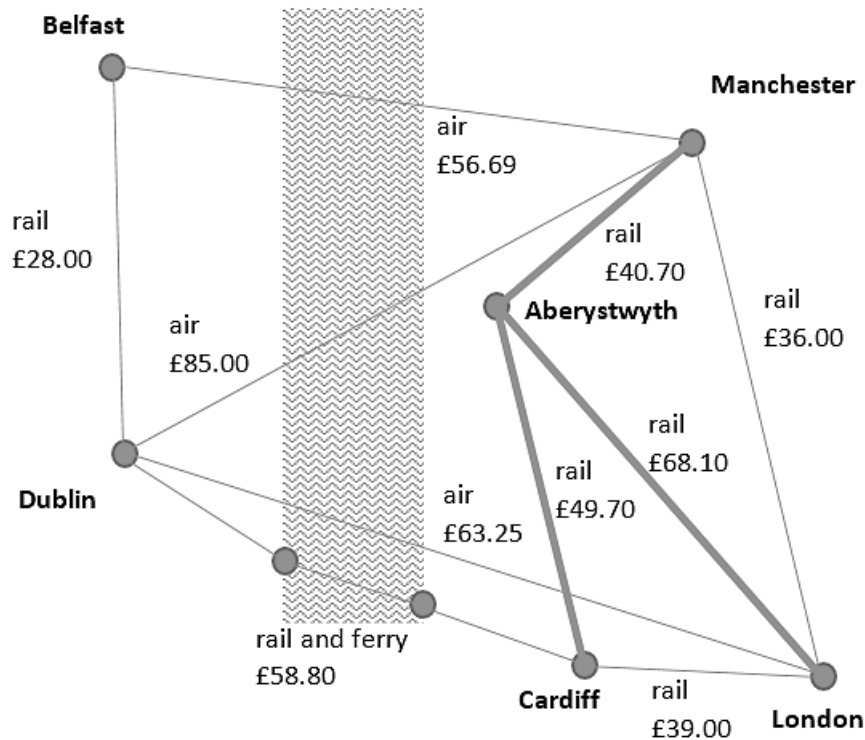 Belfast
Manchester
air
£56.69
rail
£28.00
rail
£40.70
Aberystwyth
rail
£36.00
air
£85.00
rail
£68.10
rail
£49.70
Dublin
air
£63.25
rail and ferry
£58.80
Cardiff
rail
£39.00
London